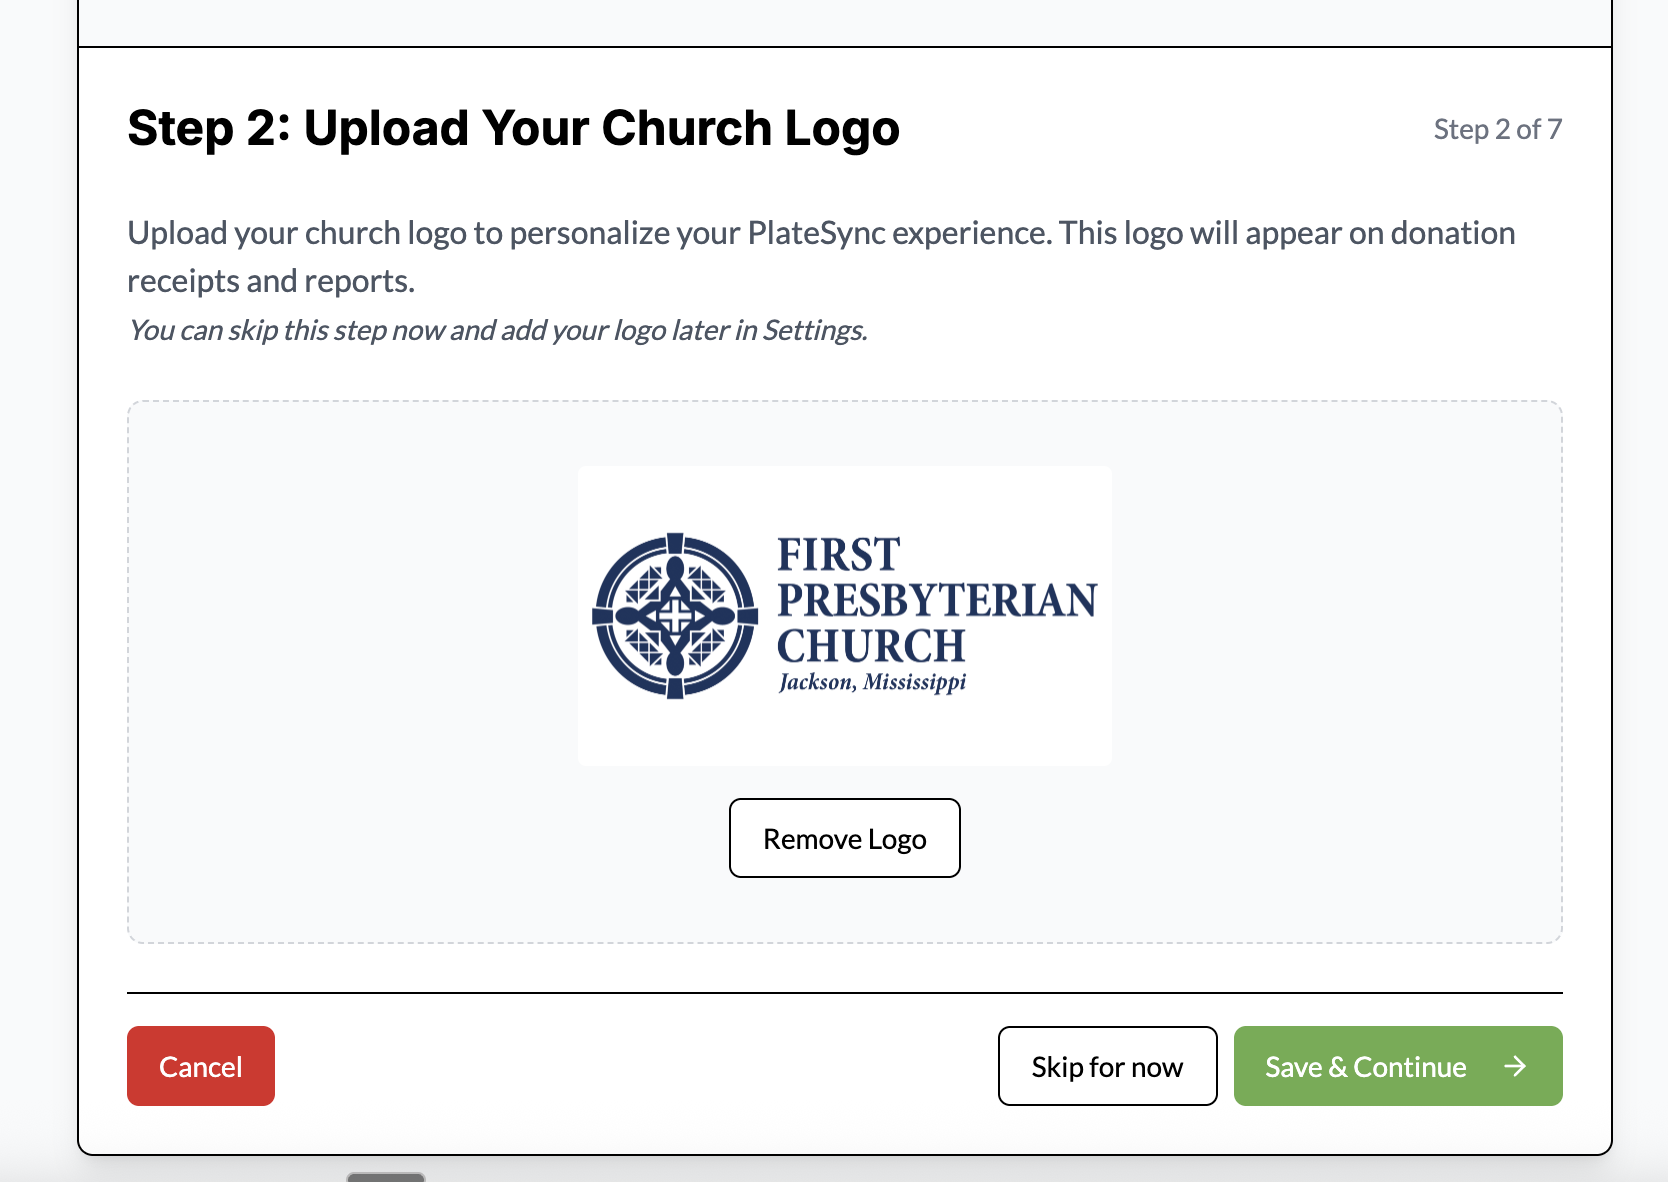 Step 2: Upload Your Church Logo
Step 2 of 7
Upload your church logo to personalize your PlateSync experience. This logo will appear on donation
receipts and reports.
You can skip this step now and add your logo later in Settings.
FIRST
PRESBYTERIAN
CHURCH
Jackson, Mississippi
Remove Logo
Cancel
Skip for now
Save & Continue →